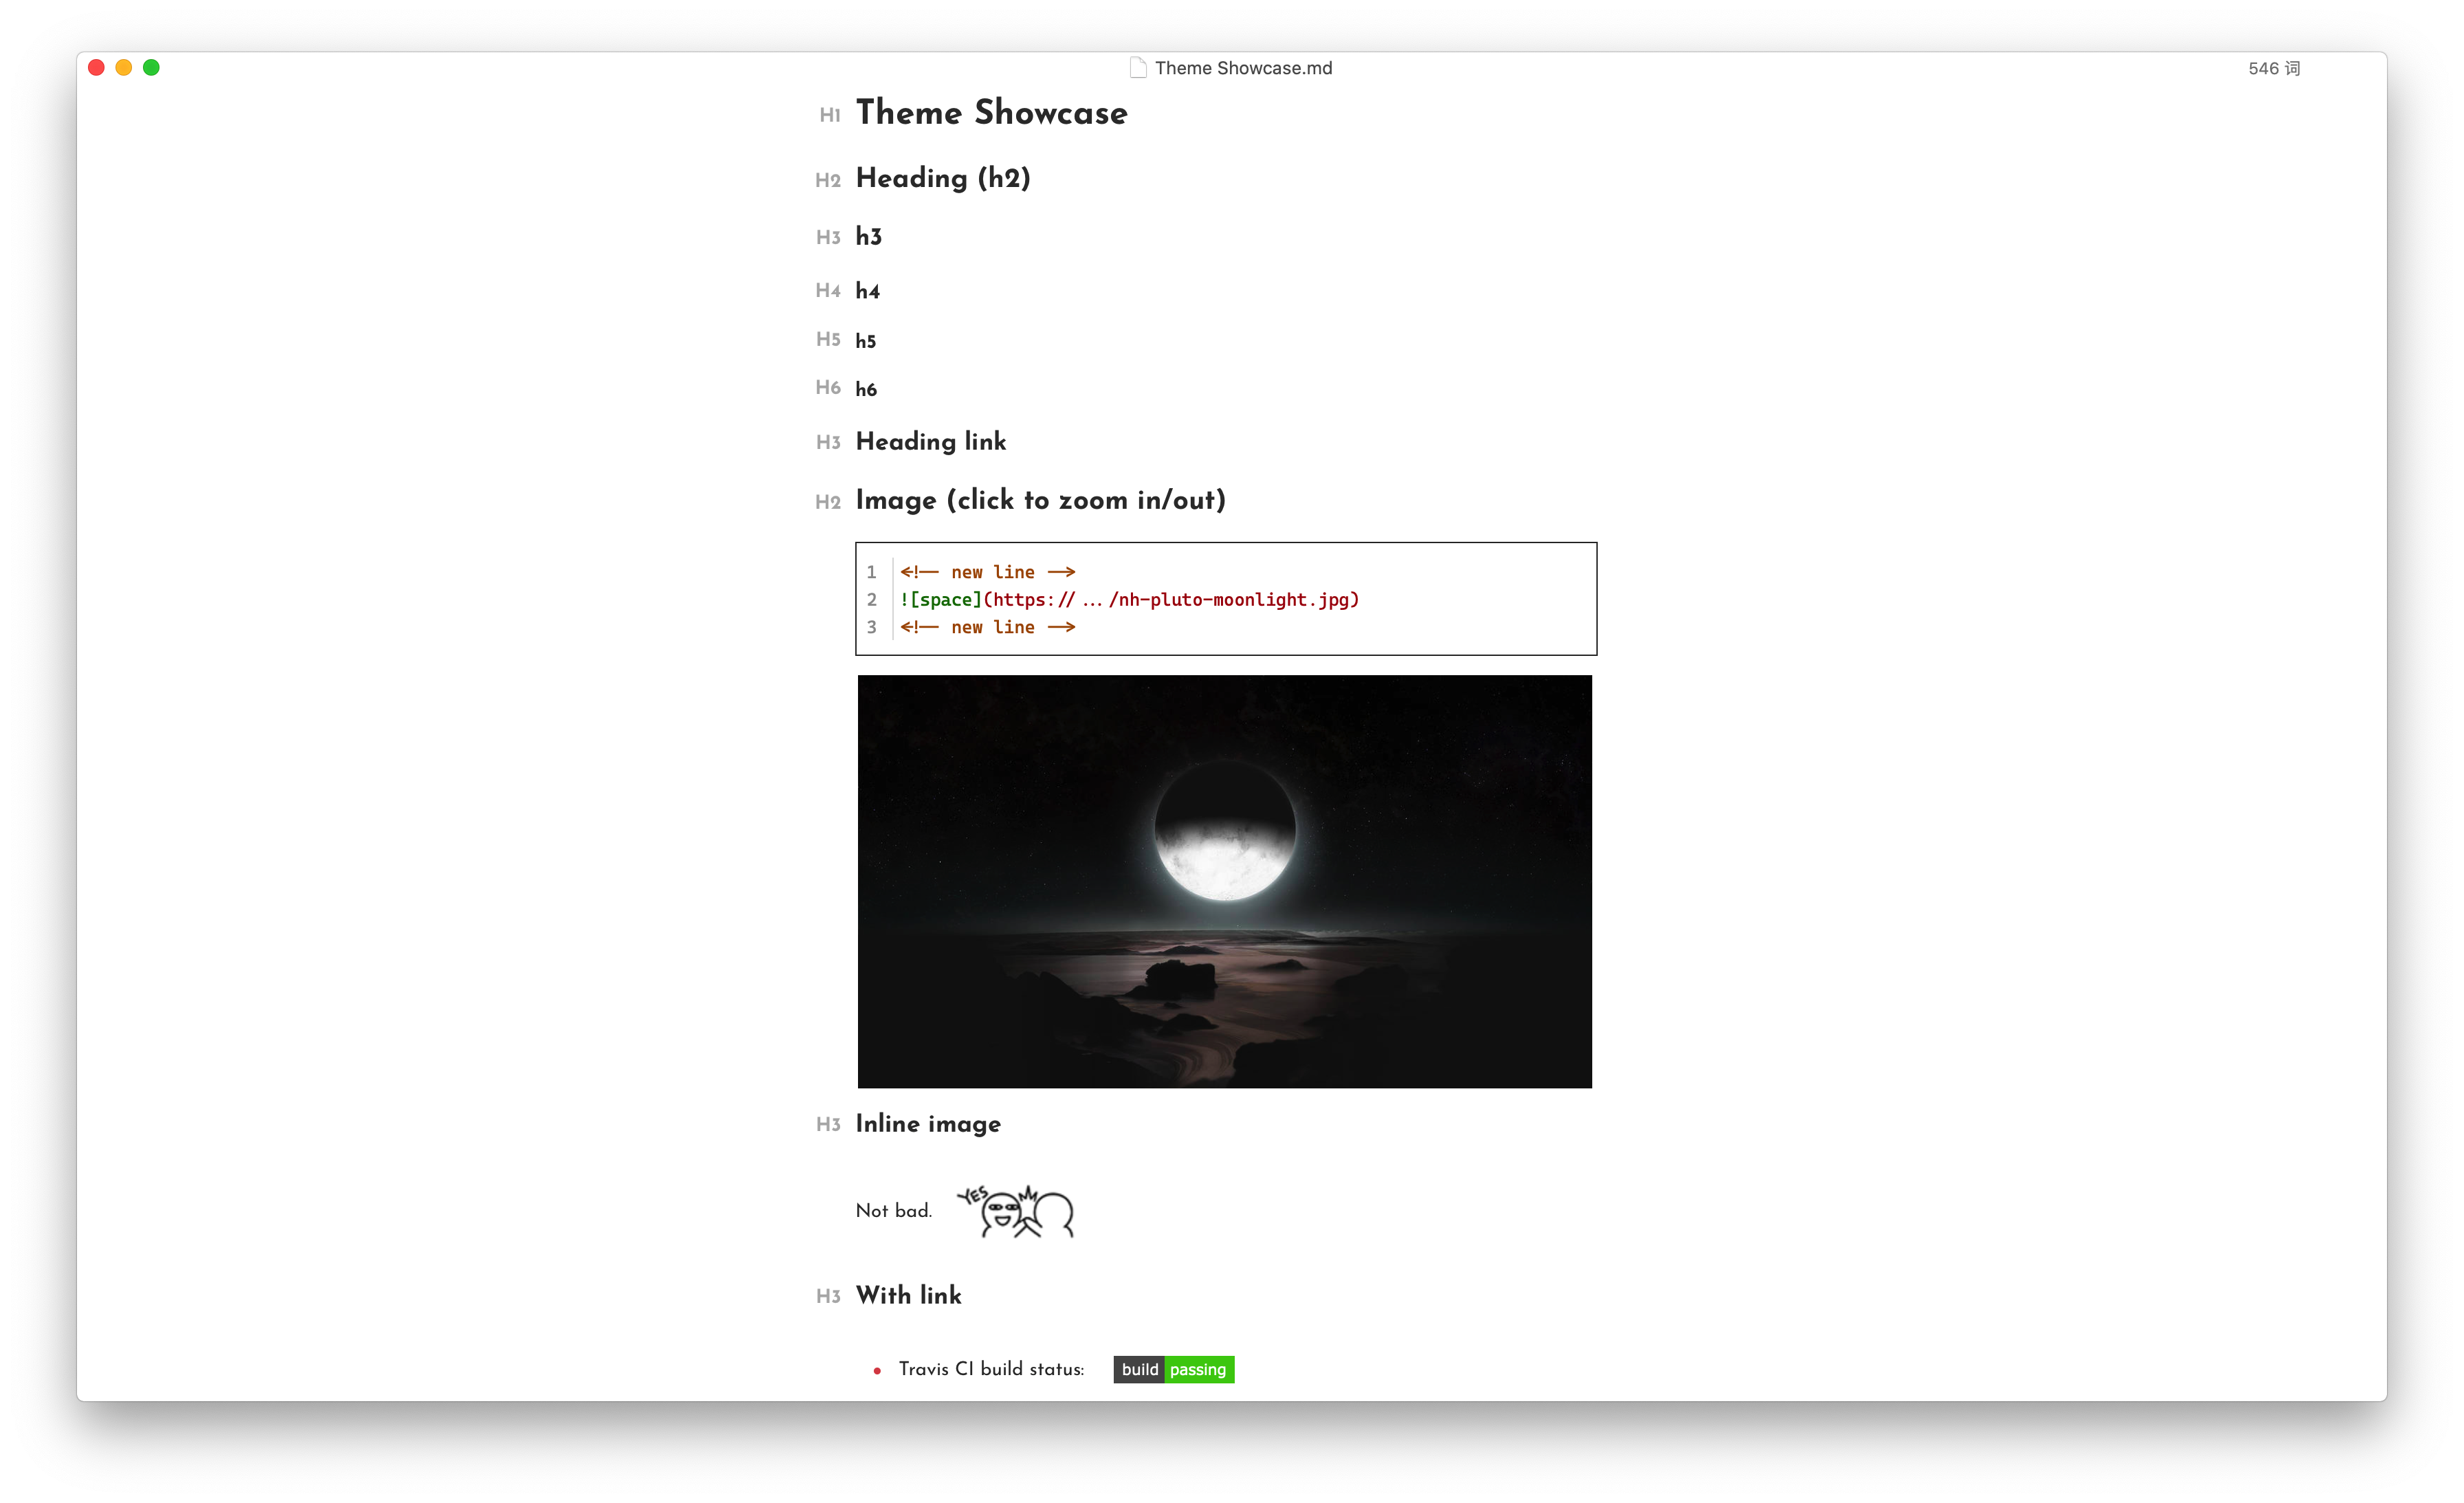 Theme Showcase.md
546 词
H1 Theme Showcase
H2 Heading (h2)
H3 h3
H4 h4
H5 h5
H6 h6
H3 Heading link
H2 Image (click to zoom in/out)
1 <!-- new line -->
2 ![space](https://.../nh-pluto-moonlight.jpg)
3 <!-- new line -->
H3 Inline image
YES
Not bad.
H3 With link
• Travis CI build status: build passing